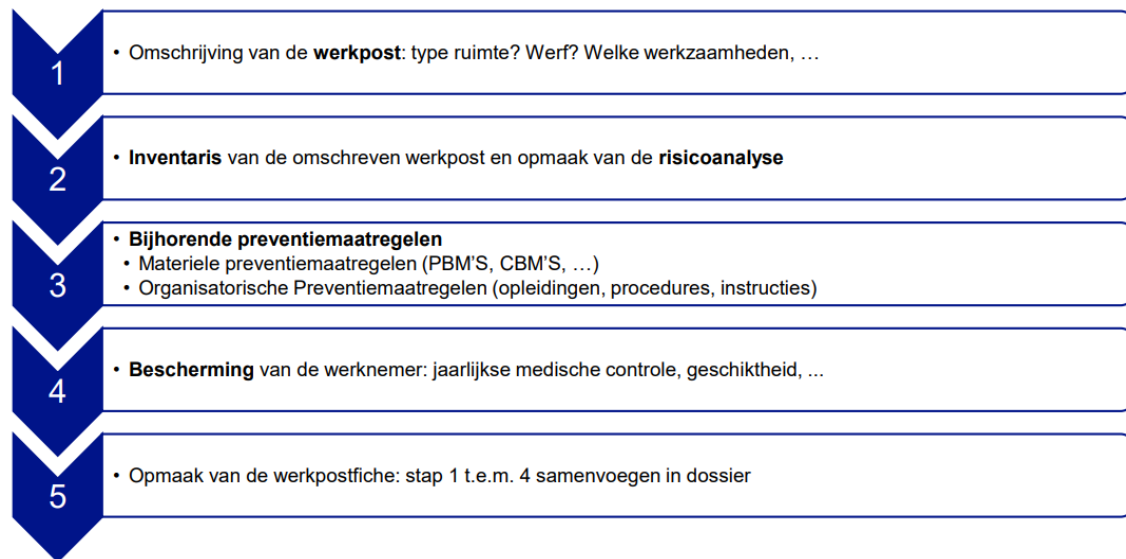 1
• Omschrijving van de werkpost: type ruimte? Werf? Welke werkzaamheden, …
2
• Inventaris van de omschreven werkpost en opmaak van de risicoanalyse
3
• Bijhorende preventiemaatregelen
• Materiele preventiemaatregelen (PBM'S, CBM'S, …)
• Organisatorische Preventiemaatregelen (opleidingen, procedures, instructies)
4
• Bescherming van de werknemer: jaarlijkse medische controle, geschiktheid, ...
5
• Opmaak van de werkpostfiche: stap 1 t.e.m. 4 samenvoegen in dossier